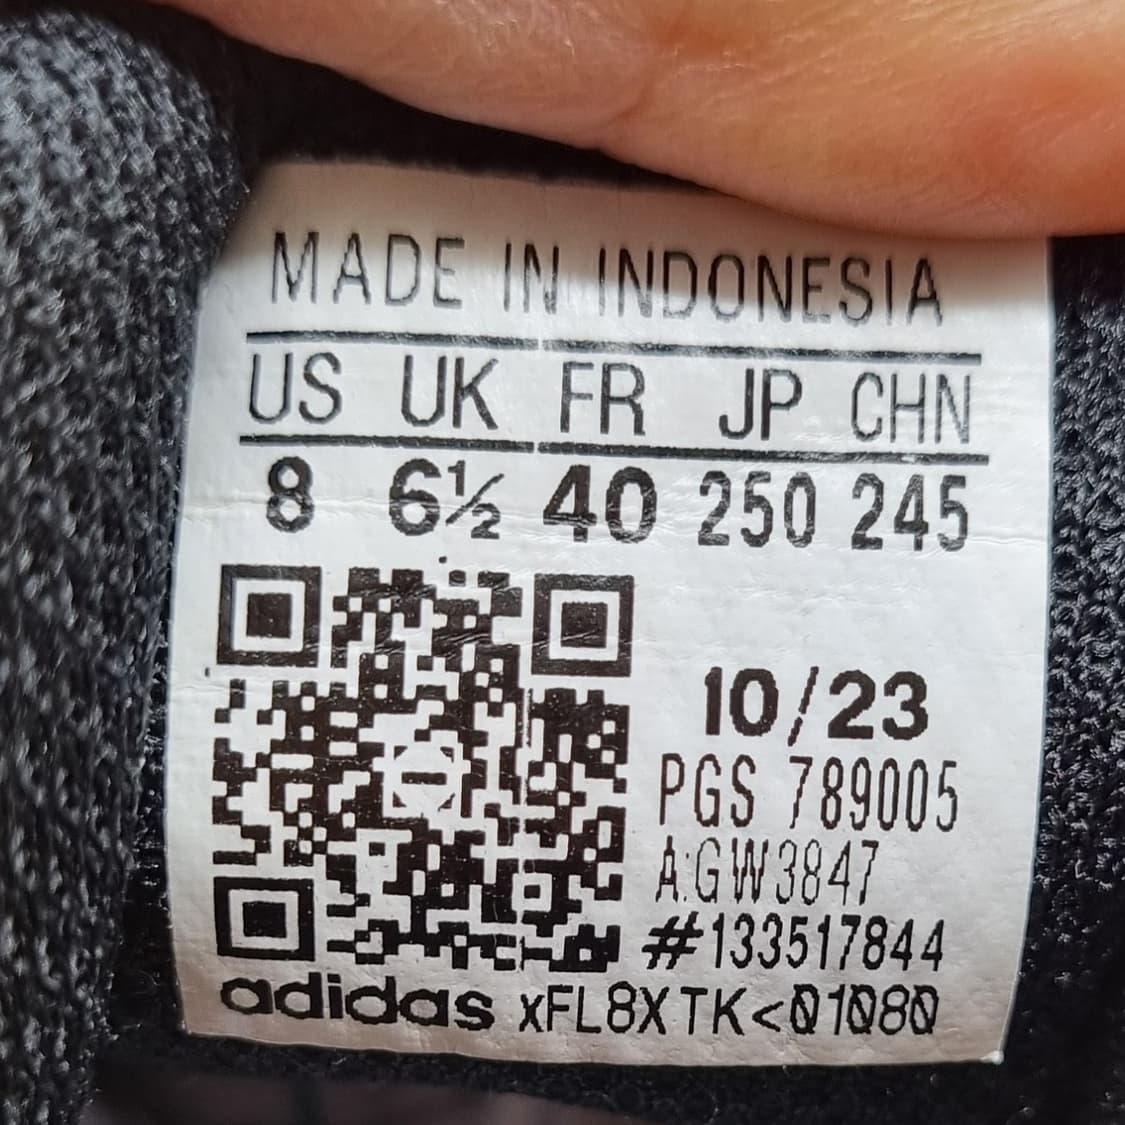 MADE IN INDONESIA
US UK FR JP CHN
8 6½ 40 250 245
10/23
PGS 789005
A:GW3847
#133517844
adidas xFL8XTK<01080